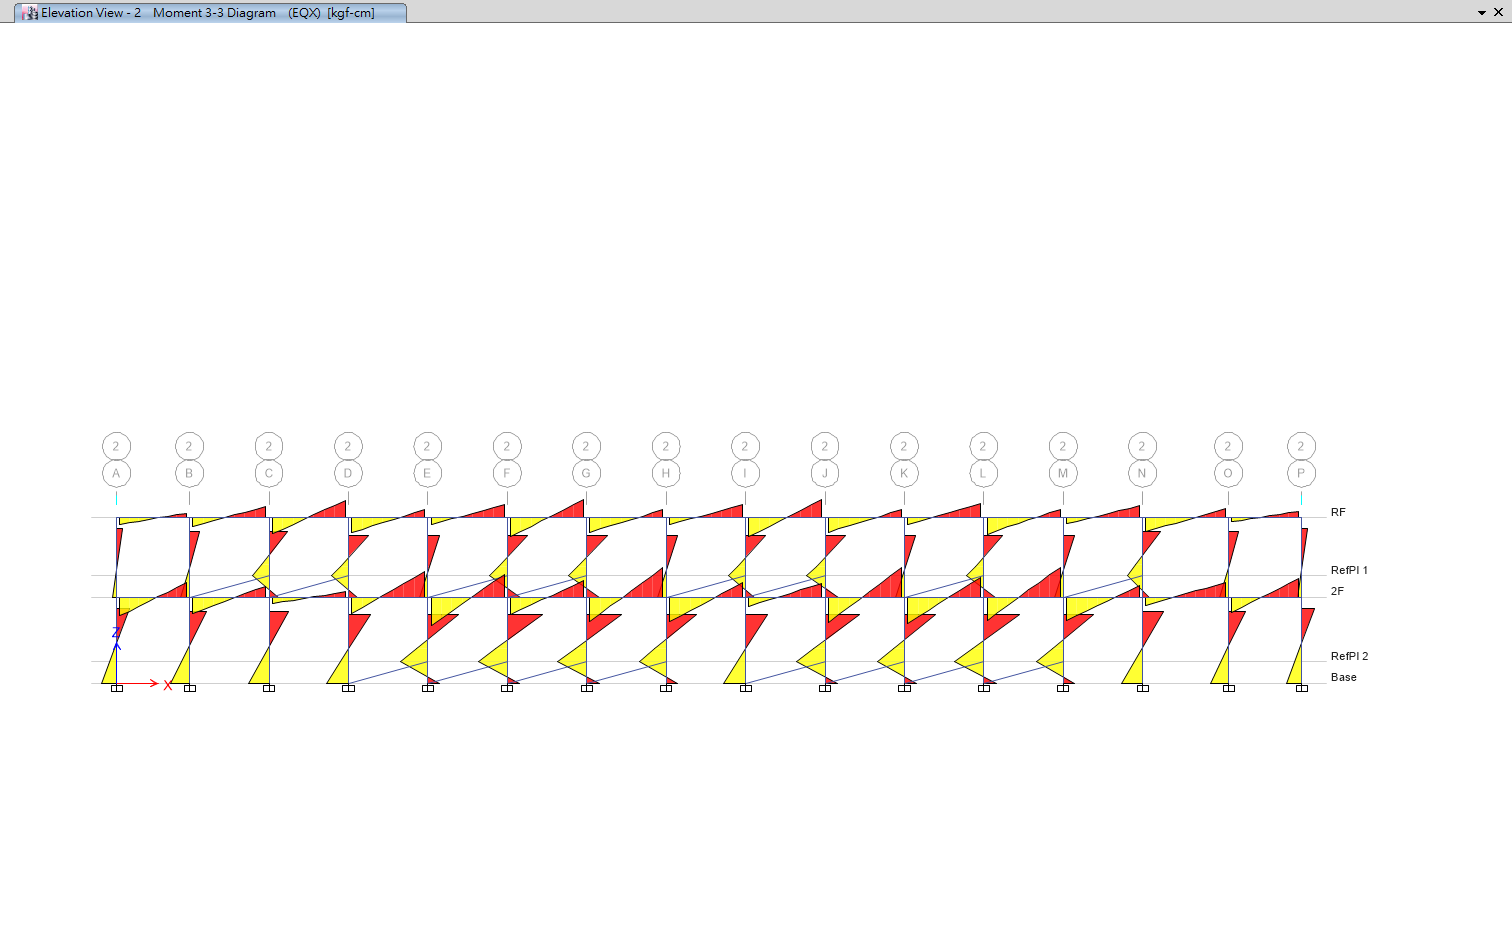 Elevation View - 2 Moment 3-3 Diagram (EQX) [kgf-cm]
2 2 2 2 2 2 2 2 2 2 2 2 2 2 2 2
A B C D E F G H I J K L M N O P
RF
RefPl 1
2F
Z
RefPl 2
Base
X